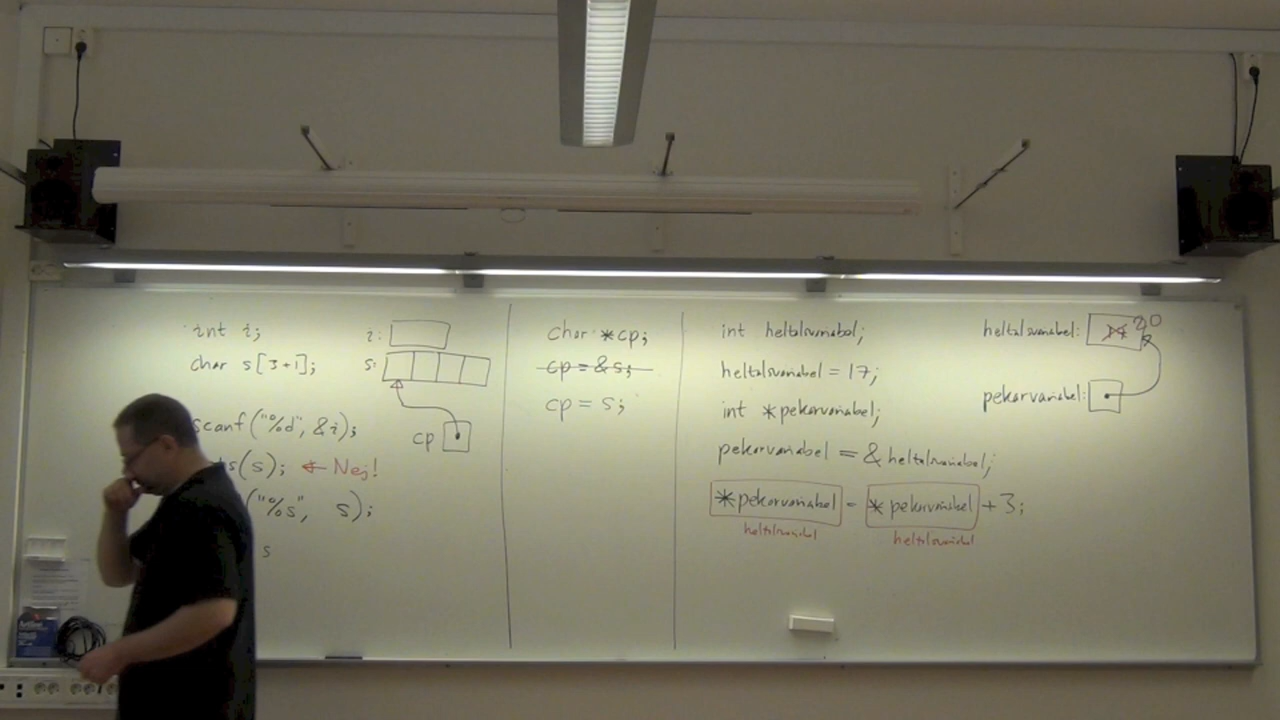 int i;
i:
char s[3+1];
s:
scanf("%d", &i);
cp
(s); ← Nej!
("%s", s);
s
char *cp;
cp = &s;
cp = s;
int heltalsvariabel;
heltalsvariabel = 17;
int *pekarvariabel;
pekarvariabel = &heltalsvariabel;
*pekarvariabel = *pekarvariabel + 3;
heltalsvariabel heltalsvariabel
heltalsvariabel: 17 20
pekarvariabel: